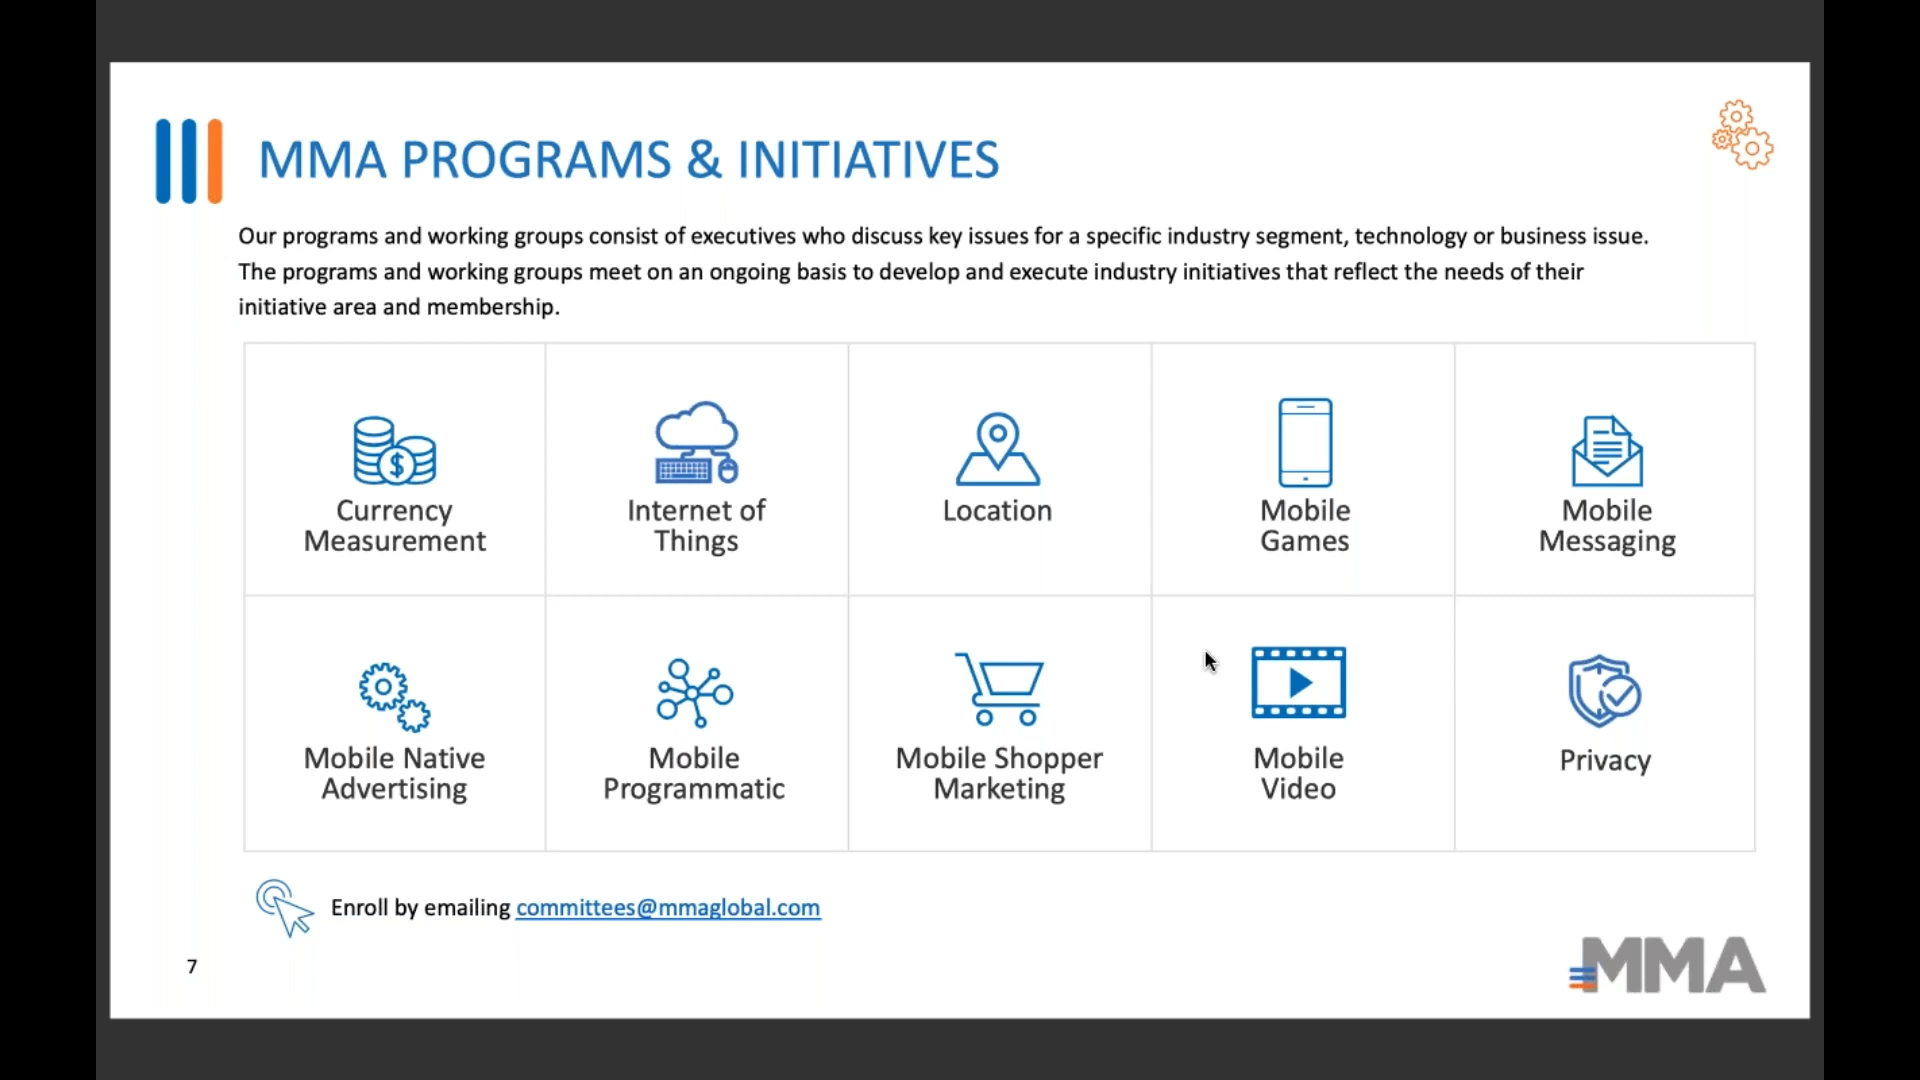 MMA PROGRAMS & INITIATIVES
Our programs and working groups consist of executives who discuss key issues for a specific industry segment, technology or business issue.
The programs and working groups meet on an ongoing basis to develop and execute industry initiatives that reflect the needs of their
initiative area and membership.
$
Currency
Measurement
Internet of
Things
Location
Mobile
Games
Mobile
Messaging
Mobile Native
Advertising
Mobile
Programmatic
Mobile Shopper
Marketing
Mobile
Video
Privacy
Enroll by emailing committees@mmaglobal.com
7
MMA